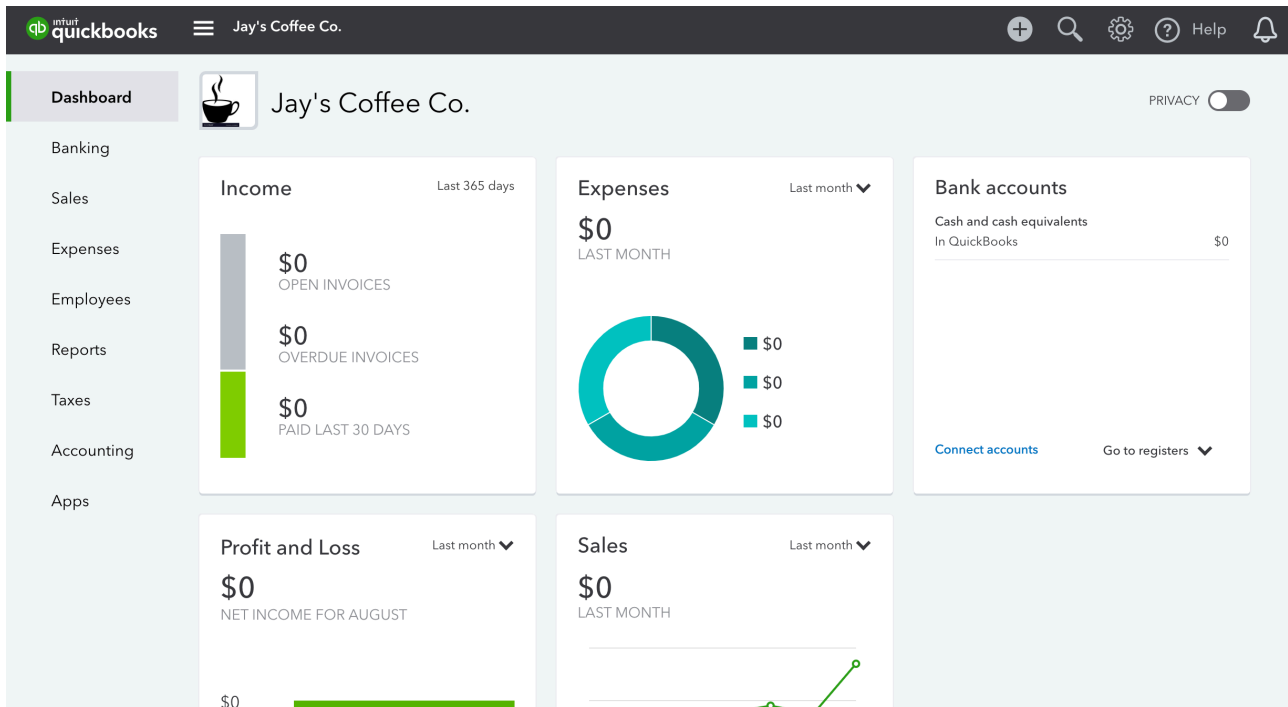 qb intuit quickbooks
Jay's Coffee Co.
? Help
Dashboard
Banking
Sales
Expenses
Employees
Reports
Taxes
Accounting
Apps
Jay's Coffee Co.
PRIVACY
Income
Last 365 days
$0
OPEN INVOICES
$0
OVERDUE INVOICES
$0
PAID LAST 30 DAYS
Expenses
Last month
$0
LAST MONTH
$0
$0
$0
Bank accounts
Cash and cash equivalents
In QuickBooks $0
Connect accounts
Go to registers
Profit and Loss
Last month
$0
NET INCOME FOR AUGUST
$0
Sales
Last month
$0
LAST MONTH